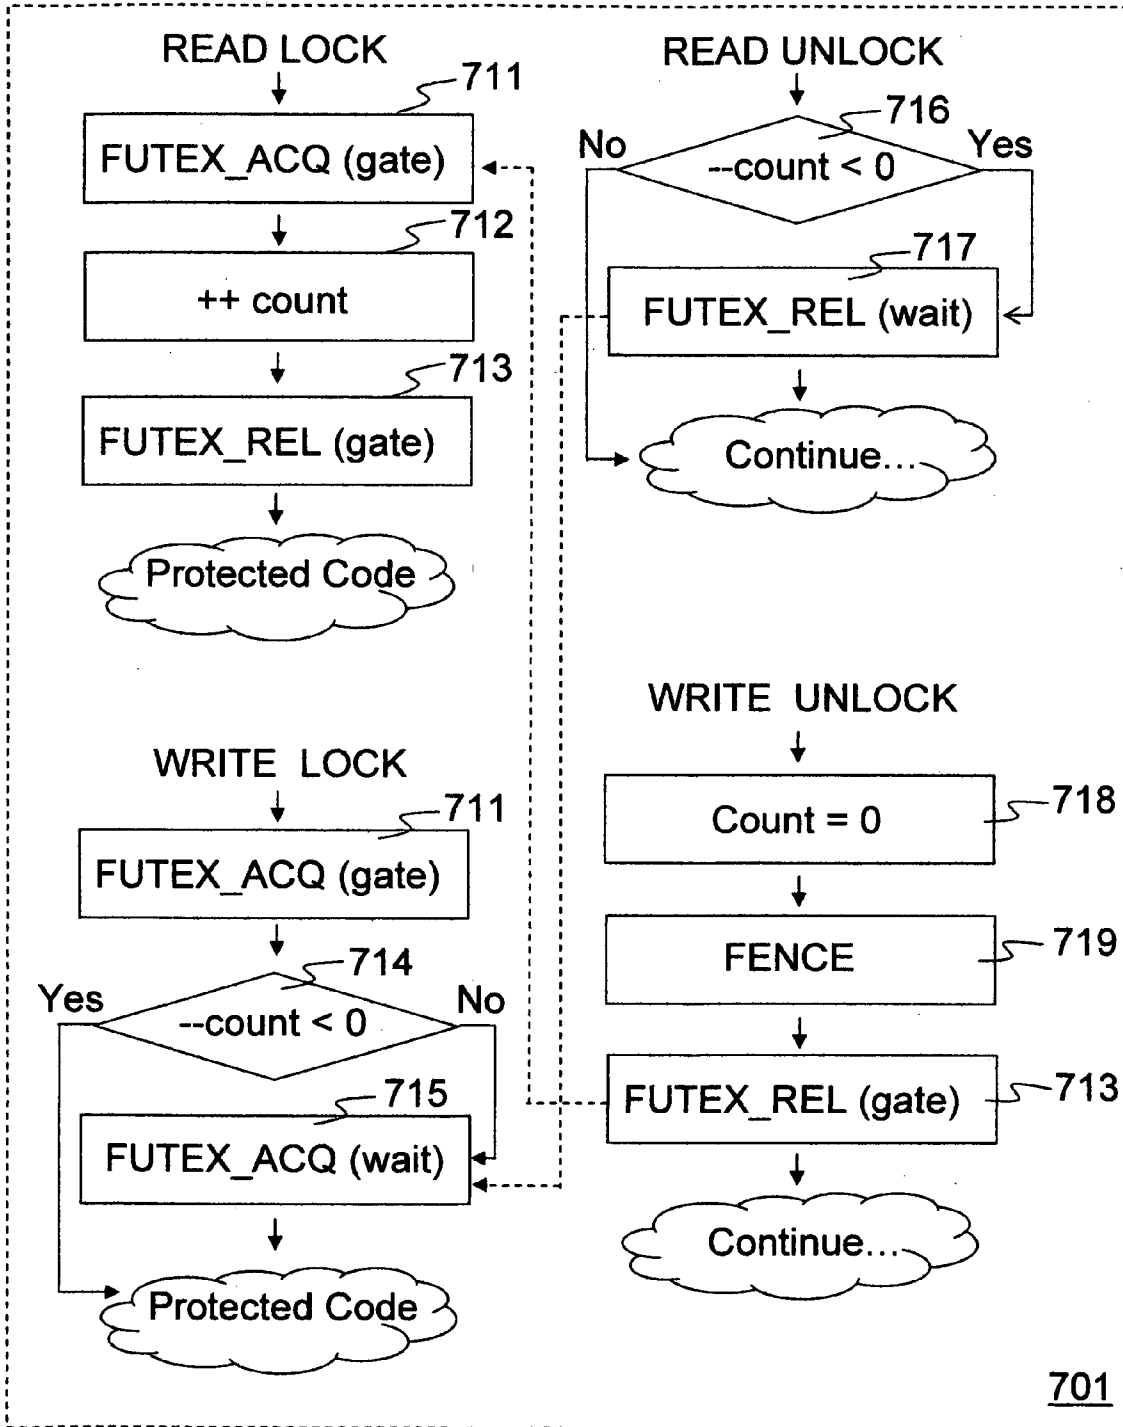 READ LOCK
711
FUTEX_ACQ (gate)
712
++ count
713
FUTEX_REL (gate)
Protected Code
READ UNLOCK
716
No
Yes
--count < 0
717
FUTEX_REL (wait)
Continue...
WRITE LOCK
711
FUTEX_ACQ (gate)
714
Yes
No
--count < 0
715
FUTEX_ACQ (wait)
Protected Code
WRITE UNLOCK
Count = 0
718
FENCE
719
FUTEX_REL (gate)
713
Continue...
701